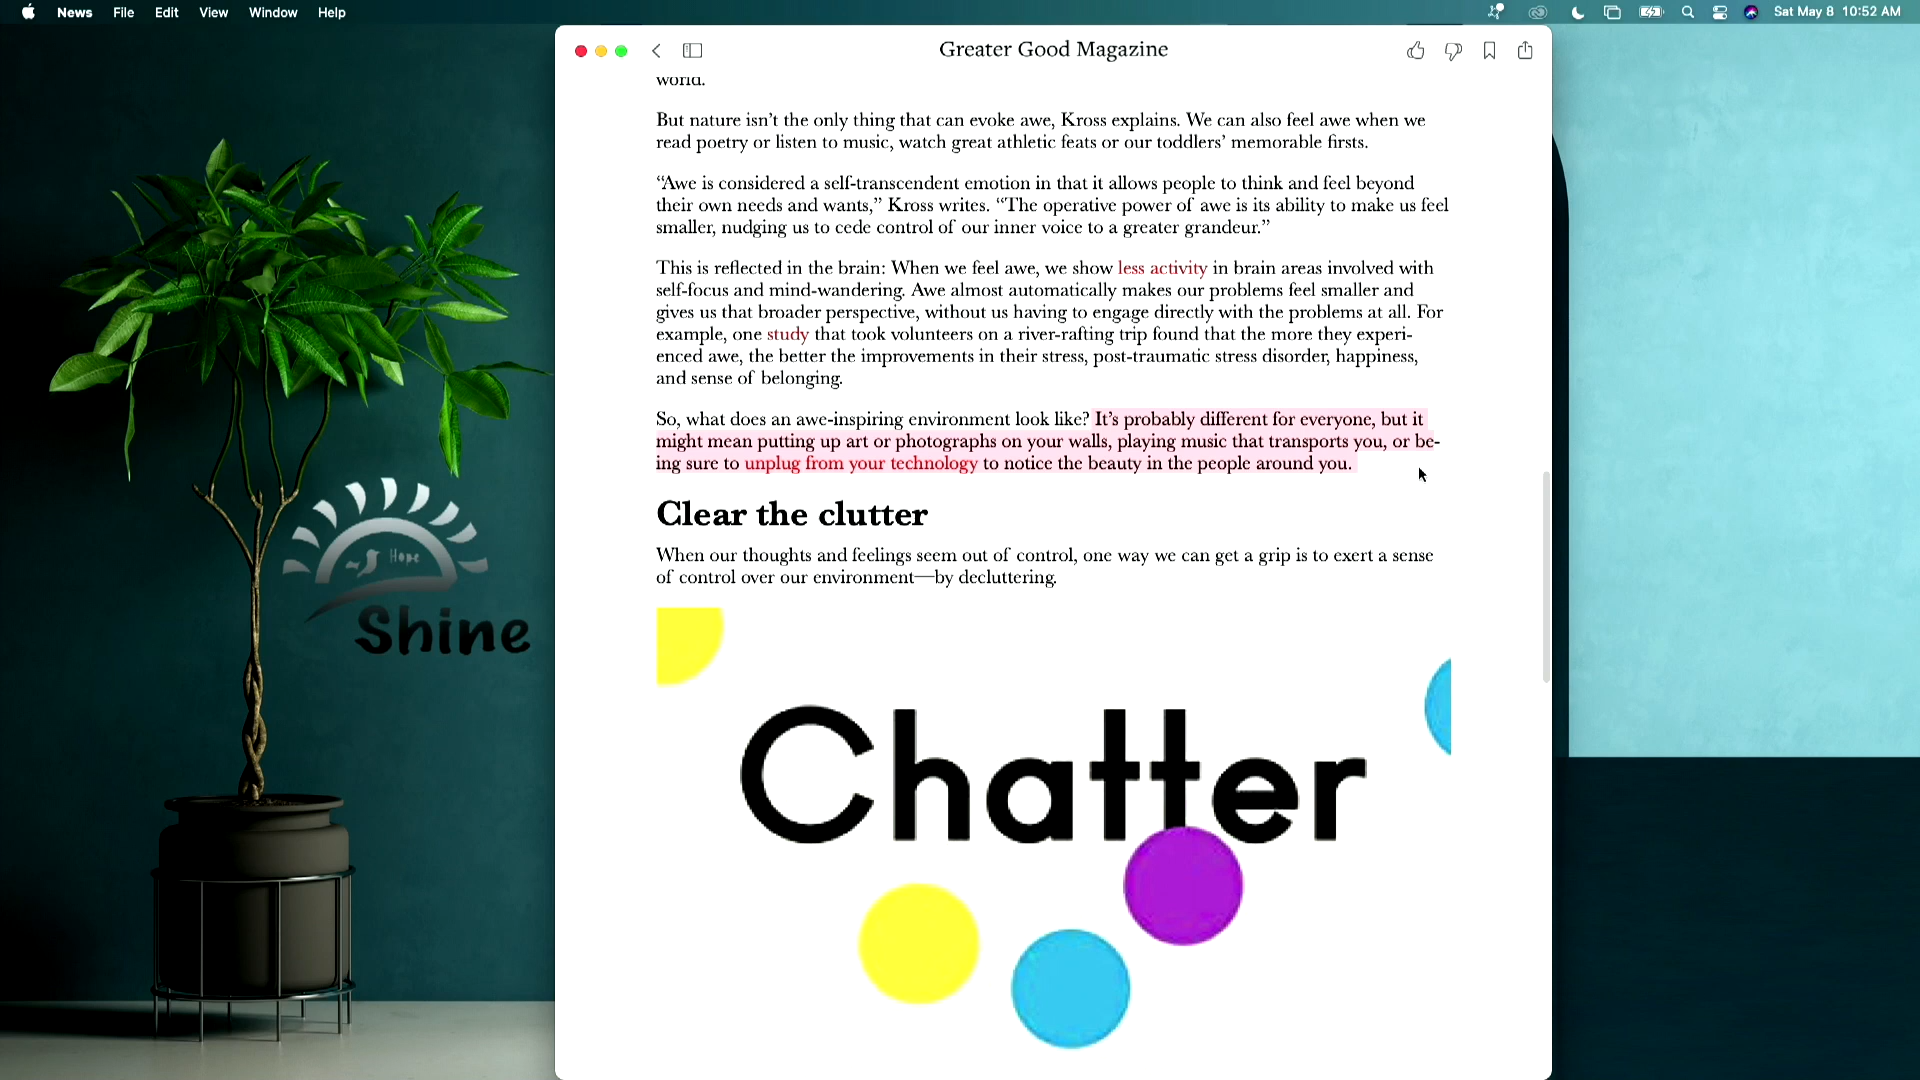 News File Edit View Window Help
Sat May 8 10:52 AM
Greater Good Magazine
world.
But nature isn’t the only thing that can evoke awe, Kross explains. We can also feel awe when we
read poetry or listen to music, watch great athletic feats or our toddlers’ memorable firsts.
“Awe is considered a self-transcendent emotion in that it allows people to think and feel beyond
their own needs and wants,” Kross writes. “The operative power of awe is its ability to make us feel
smaller, nudging us to cede control of our inner voice to a greater grandeur.”
This is reflected in the brain: When we feel awe, we show less activity in brain areas involved with
self-focus and mind-wandering. Awe almost automatically makes our problems feel smaller and
gives us that broader perspective, without us having to engage directly with the problems at all. For
example, one study that took volunteers on a river-rafting trip found that the more they experi-
enced awe, the better the improvements in their stress, post-traumatic stress disorder, happiness,
and sense of belonging.
So, what does an awe-inspiring environment look like? It’s probably different for everyone, but it
might mean putting up art or photographs on your walls, playing music that transports you, or be-
ing sure to unplug from your technology to notice the beauty in the people around you.
Clear the clutter
When our thoughts and feelings seem out of control, one way we can get a grip is to exert a sense
of control over our environment—by decluttering.
Chatter
Hope
Shine